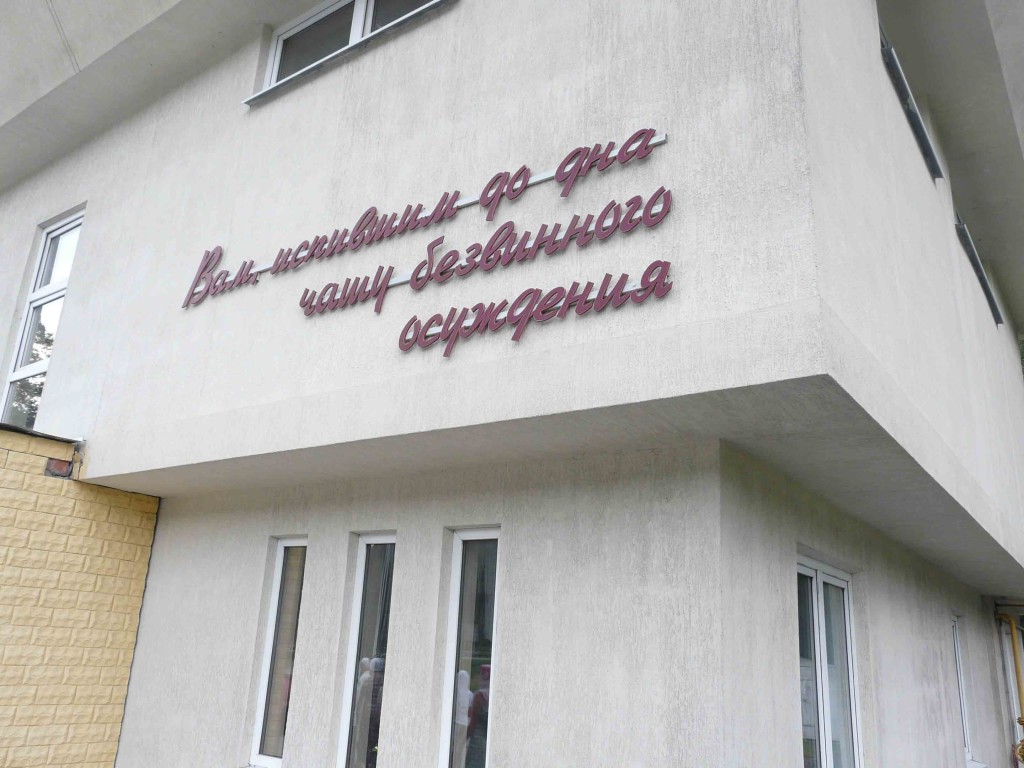 Вам, испившим до дна
чашу безвинного
осуждения